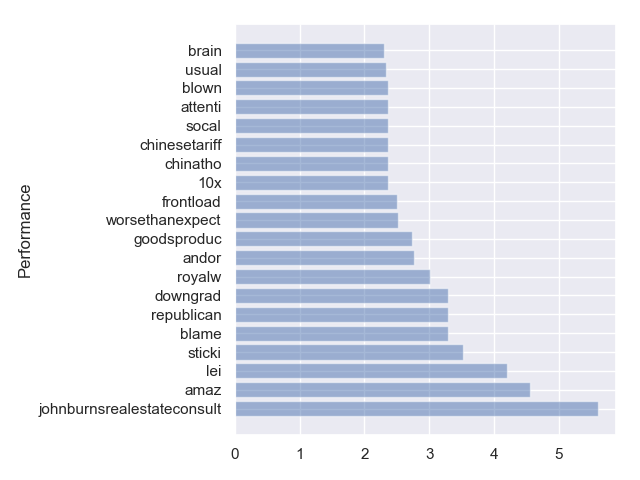 brain
usual
blown
attenti
socal
chinesetariff
chinatho
10x
frontload
worsethanexpect
goodsproduc
andor
royalw
downgrad
republican
blame
sticki
lei
amaz
johnburnsrealestateconsult
Performance
0 1 2 3 4 5